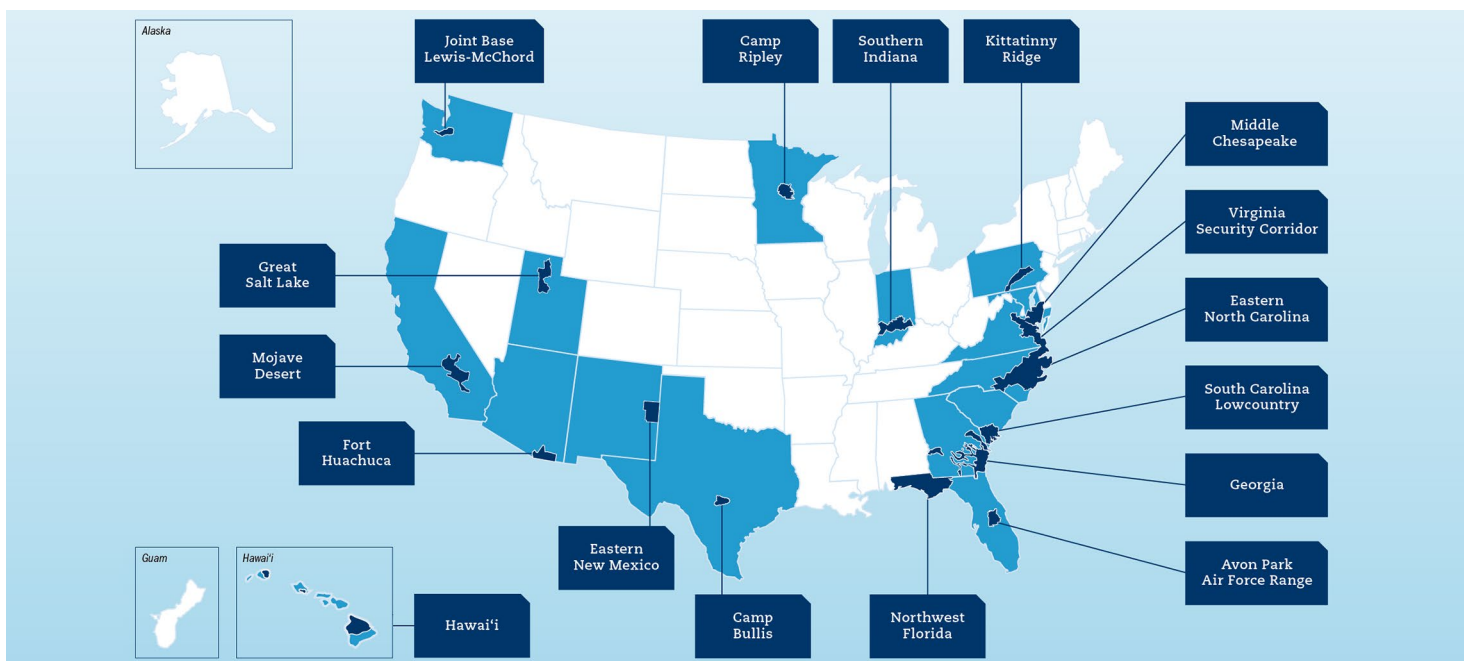 Alaska
Joint Base
Lewis-McChord
Camp
Ripley
Southern
Indiana
Kittatinny
Ridge
Middle
Chesapeake
Virginia
Security Corridor
Great
Salt Lake
Eastern
North Carolina
Mojave
Desert
South Carolina
Lowcountry
Fort
Huachuca
Georgia
Eastern
New Mexico
Avon Park
Air Force Range
Guam
Hawaiʻi
Hawaiʻi
Camp
Bullis
Northwest
Florida